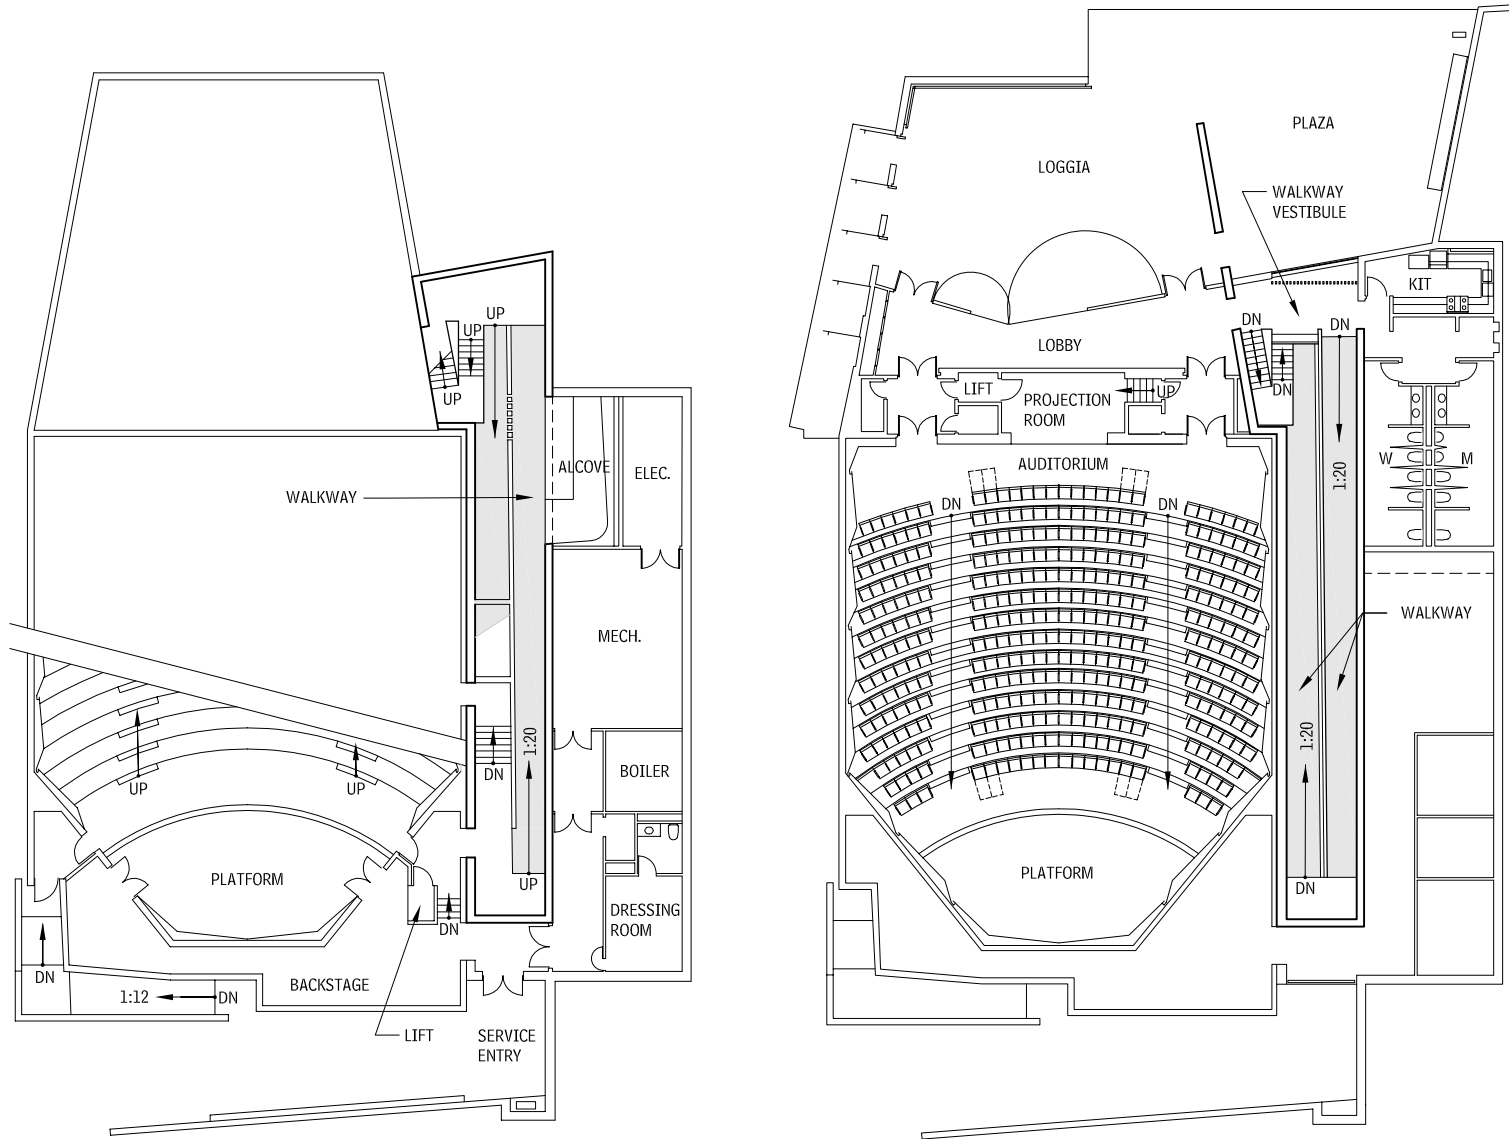 UP
UP
UP
WALKWAY
ALCOVE
ELEC.
MECH.
1:20
DN
BOILER
UP
UP
PLATFORM
UP
DRESSING
ROOM
DN
DN
BACKSTAGE
1:12
DN
LIFT
SERVICE
ENTRY
PLAZA
LOGGIA
WALKWAY
VESTIBULE
KIT
DN
DN
LOBBY
LIFT
UP
DN
PROJECTION
ROOM
AUDITORIUM
W
M
1:20
DN
DN
WALKWAY
1:20
PLATFORM
DN